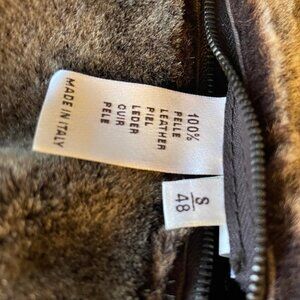 100%
PELLE
LEATHER
PIEL
LEDER
CUIR
PELE
MADE IN ITALY
S
48